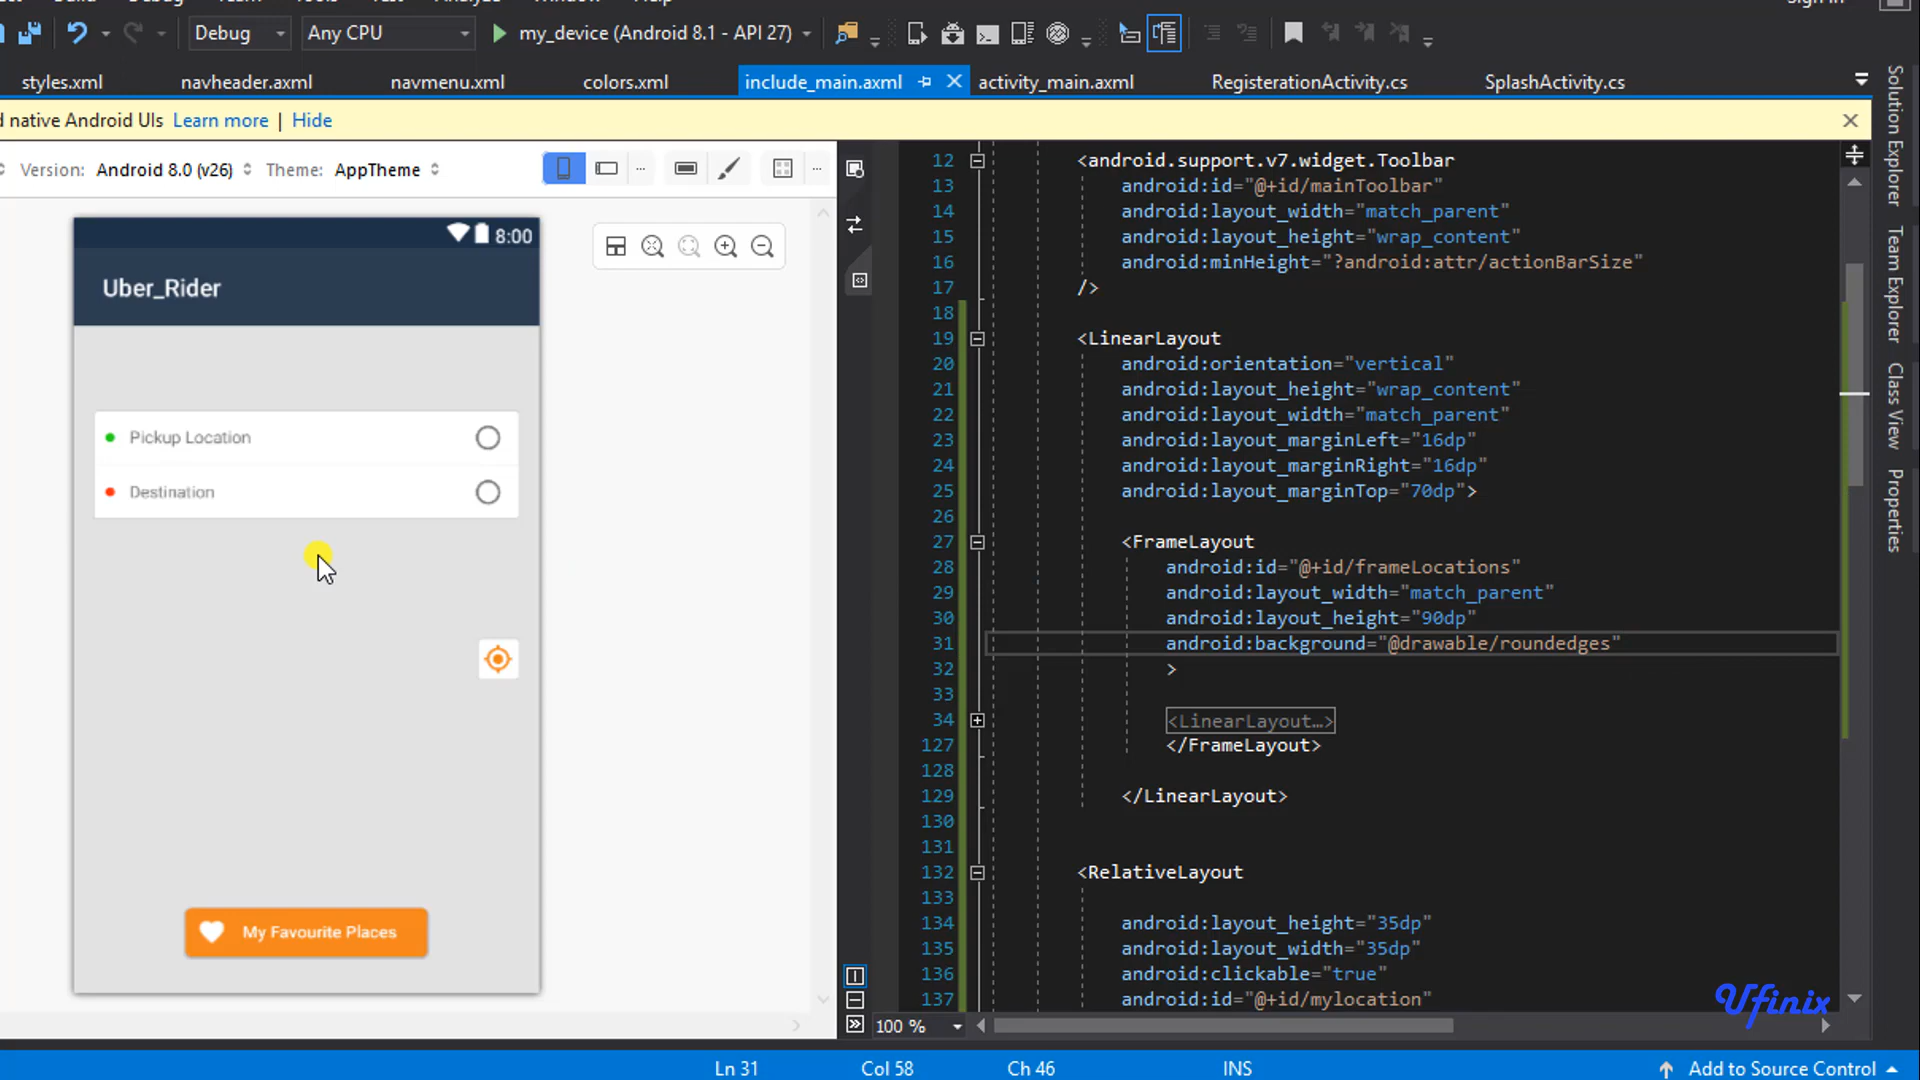 Debug
Any CPU
my_device (Android 8.1 - API 27)
styles.xml
navheader.axml
navmenu.xml
colors.xml
include_main.axml
activity_main.axml
RegisterationActivity.cs
SplashActivity.cs
d native Android UIs Learn more | Hide
Version: Android 8.0 (v26) Theme: AppTheme
8:00
Uber_Rider
Pickup Location
Destination
My Favourite Places
12 <android.support.v7.widget.Toolbar
13 android:id="@+id/mainToolbar"
14 android:layout_width="match_parent"
15 android:layout_height="wrap_content"
16 android:minHeight="?android:attr/actionBarSize"
17 />
18
19 <LinearLayout
20 android:orientation="vertical"
21 android:layout_height="wrap_content"
22 android:layout_width="match_parent"
23 android:layout_marginLeft="16dp"
24 android:layout_marginRight="16dp"
25 android:layout_marginTop="70dp">
26
27 <FrameLayout
28 android:id="@+id/frameLocations"
29 android:layout_width="match_parent"
30 android:layout_height="90dp"
31 android:background="@drawable/roundedges"
32 >
33
34 <LinearLayout…>
127 </FrameLayout>
128
129 </LinearLayout>
130
131
132 <RelativeLayout
133
134 android:layout_height="35dp"
135 android:layout_width="35dp"
136 android:clickable="true"
137 android:id="@+id/mylocation"
100 %
Solution Explorer
Team Explorer
Class View
Properties
Ufinix
Ln 31
Col 58
Ch 46
INS
Add to Source Control